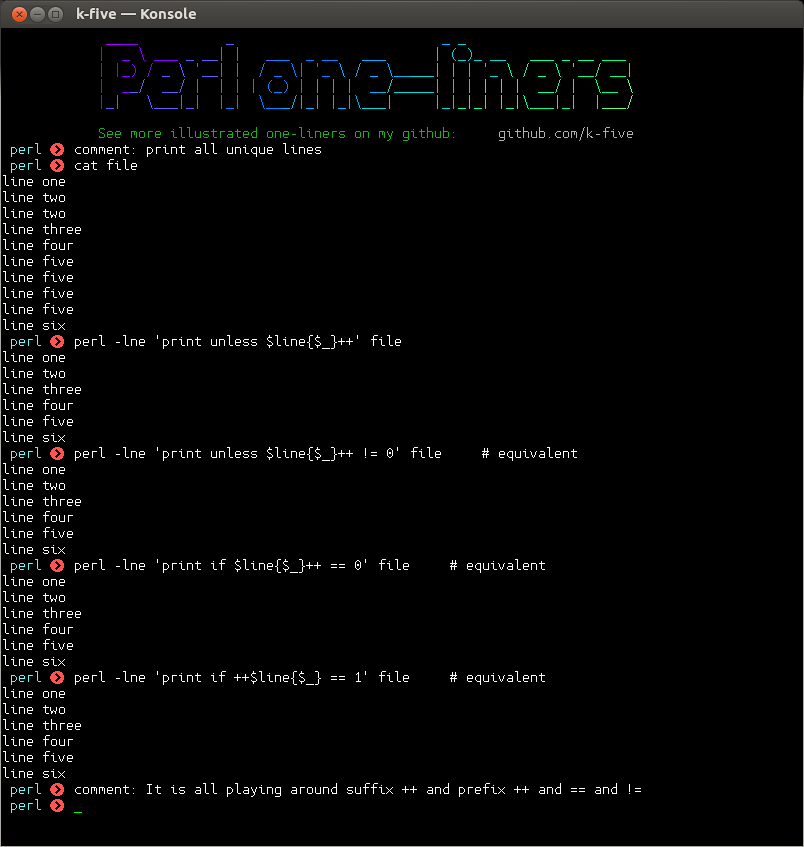 k-five — Konsole
Perl one-liners
See more illustrated one-liners on my github: github.com/k-five
perl comment: print all unique lines
perl cat file
line one
line two
line two
line three
line four
line five
line five
line five
line five
line six
perl perl -lne 'print unless $line{$_}++' file
line one
line two
line three
line four
line five
line six
perl perl -lne 'print unless $line{$_}++ != 0' file # equivalent
line one
line two
line three
line four
line five
line six
perl perl -lne 'print if $line{$_}++ == 0' file # equivalent
line one
line two
line three
line four
line five
line six
perl perl -lne 'print if ++$line{$_} == 1' file # equivalent
line one
line two
line three
line four
line five
line six
perl comment: It is all playing around suffix ++ and prefix ++ and == and !=
perl _